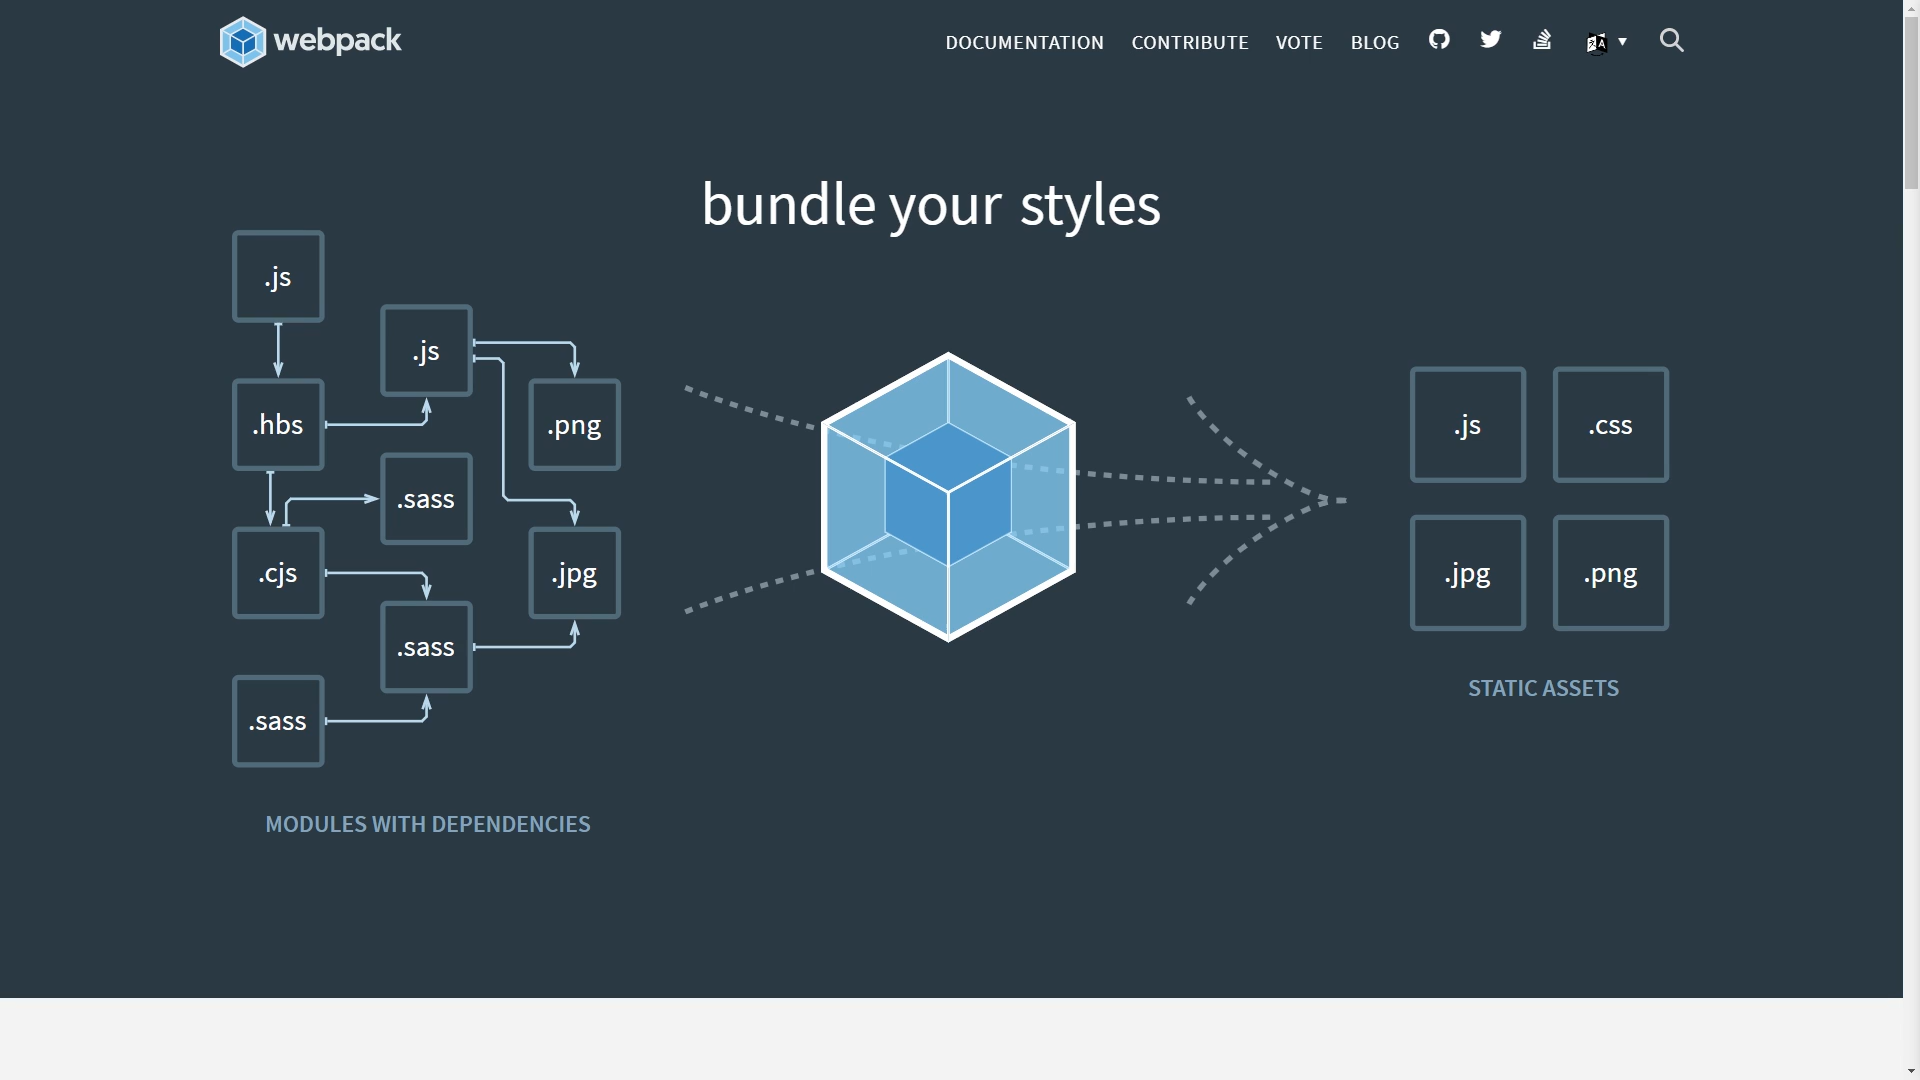 webpack
DOCUMENTATION CONTRIBUTE VOTE BLOG
bundle your styles
.js
.js
.hbs
.png
.sass
.cjs
.jpg
.sass
.sass
MODULES WITH DEPENDENCIES
.js .css
.jpg .png
STATIC ASSETS